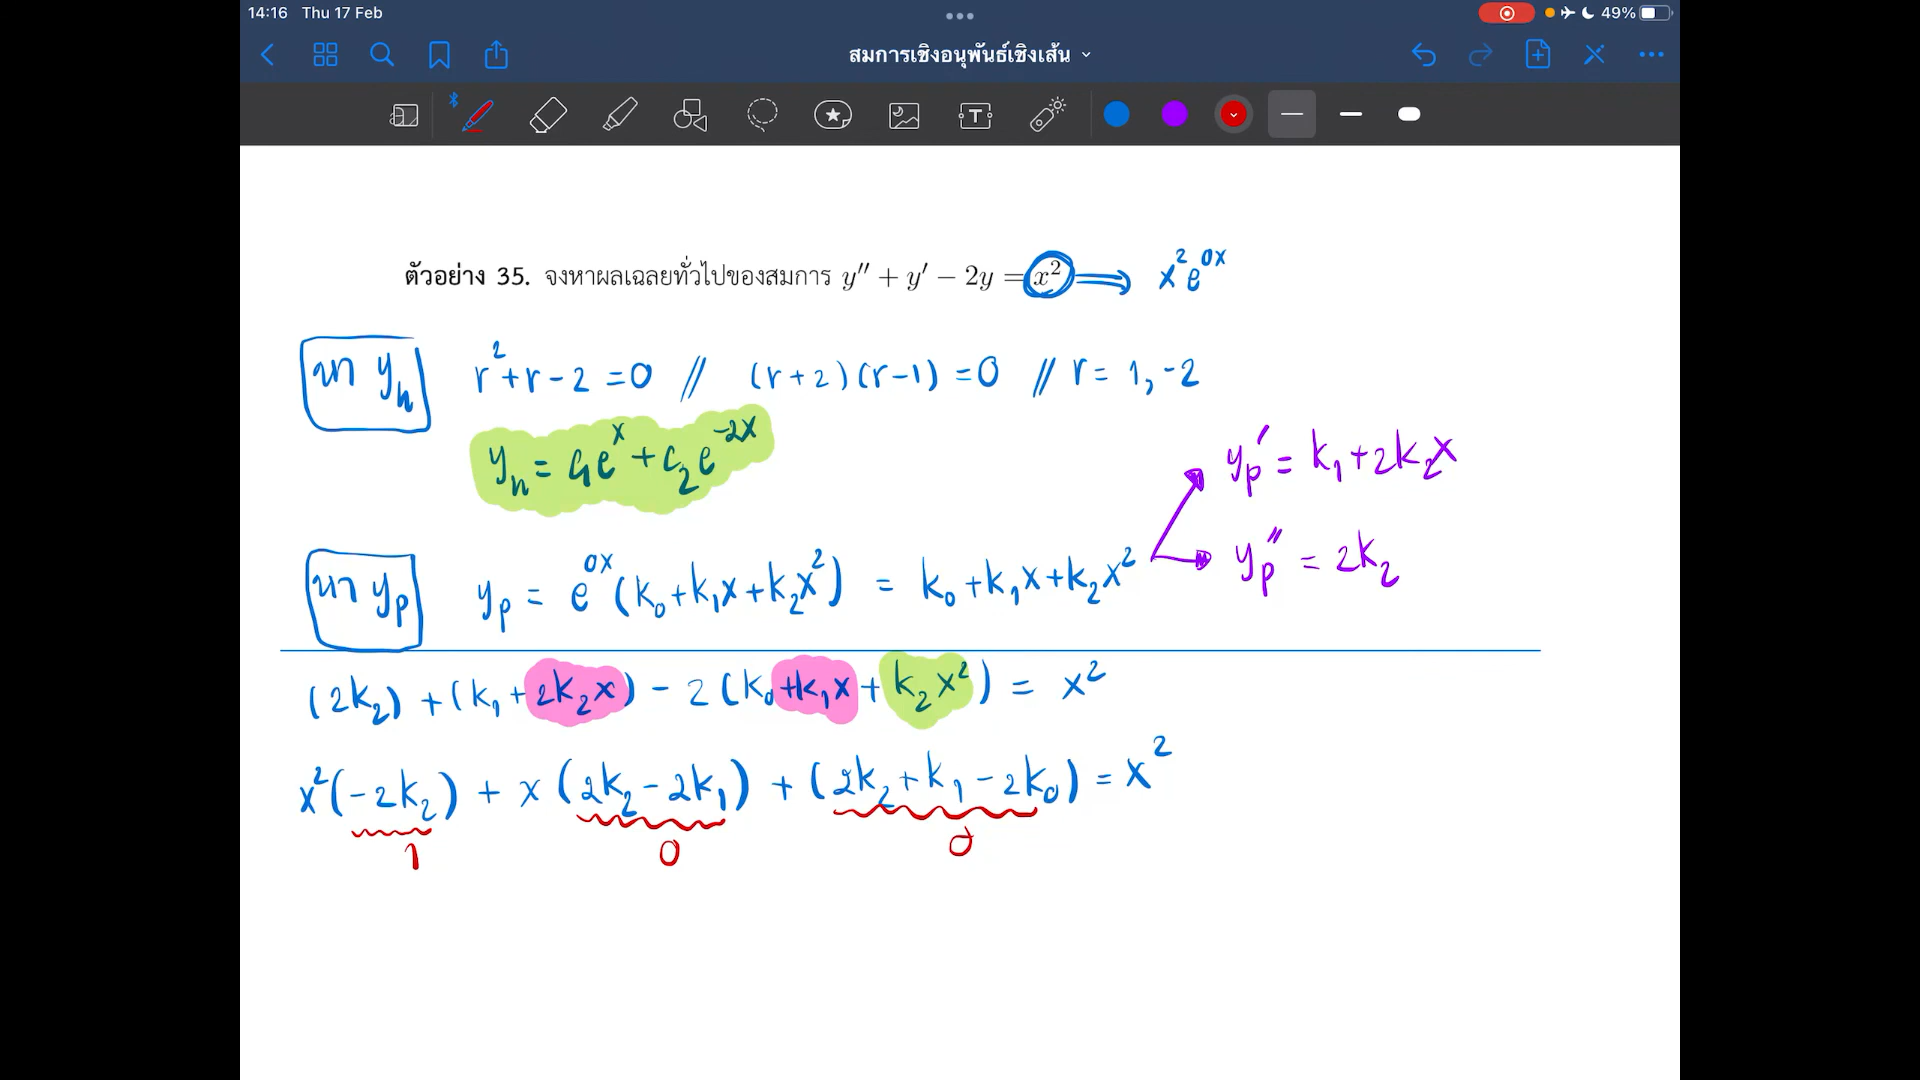 14:16 Thu 17 Feb
49%
สมการเชิงอนุพันธ์เชิงเส้น
T
ตัวอย่าง 35. จงหาผลเฉลยทั่วไปของสมการ y″ + y′ − 2y = x² ⇒ x²e^{0x}
หา y_h
r² + r − 2 = 0 // (r+2)(r−1) = 0 // r = 1, −2
y_h = c₁e^x + c₂e^{−2x}
y_p′ = k₁ + 2k₂x
y_p″ = 2k₂
หา y_p
y_p = e^{0x}(k₀ + k₁x + k₂x²) = k₀ + k₁x + k₂x²
(2k₂) + (k₁ + 2k₂x) − 2(k₀ + k₁x + k₂x²) = x²
x²(−2k₂) + x(2k₂ − 2k₁) + (2k₂ + k₁ − 2k₀) = x²
1 0 0